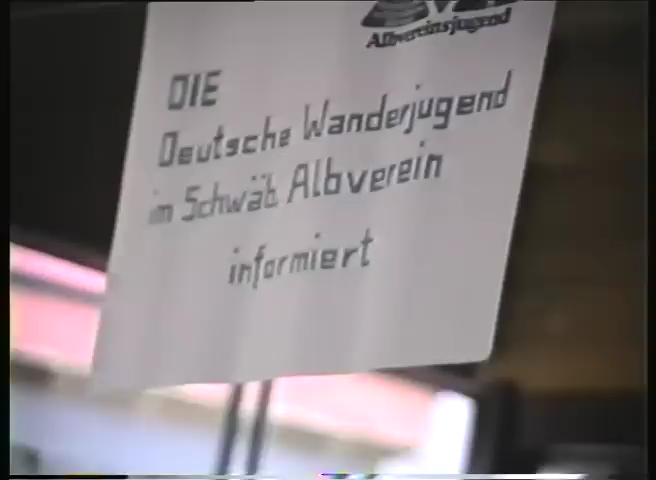 Albvereinsjugend
DIE
Deutsche Wanderjugend
im Schwäb. Albverein
informiert